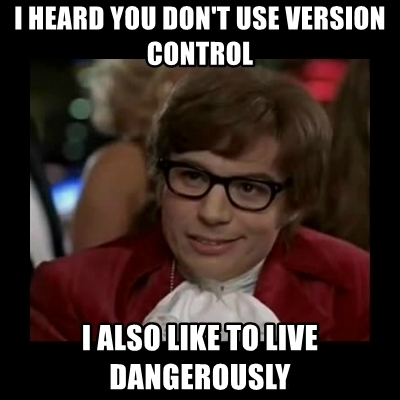 I HEARD YOU DON'T USE VERSION
CONTROL
I ALSO LIKE TO LIVE
DANGEROUSLY